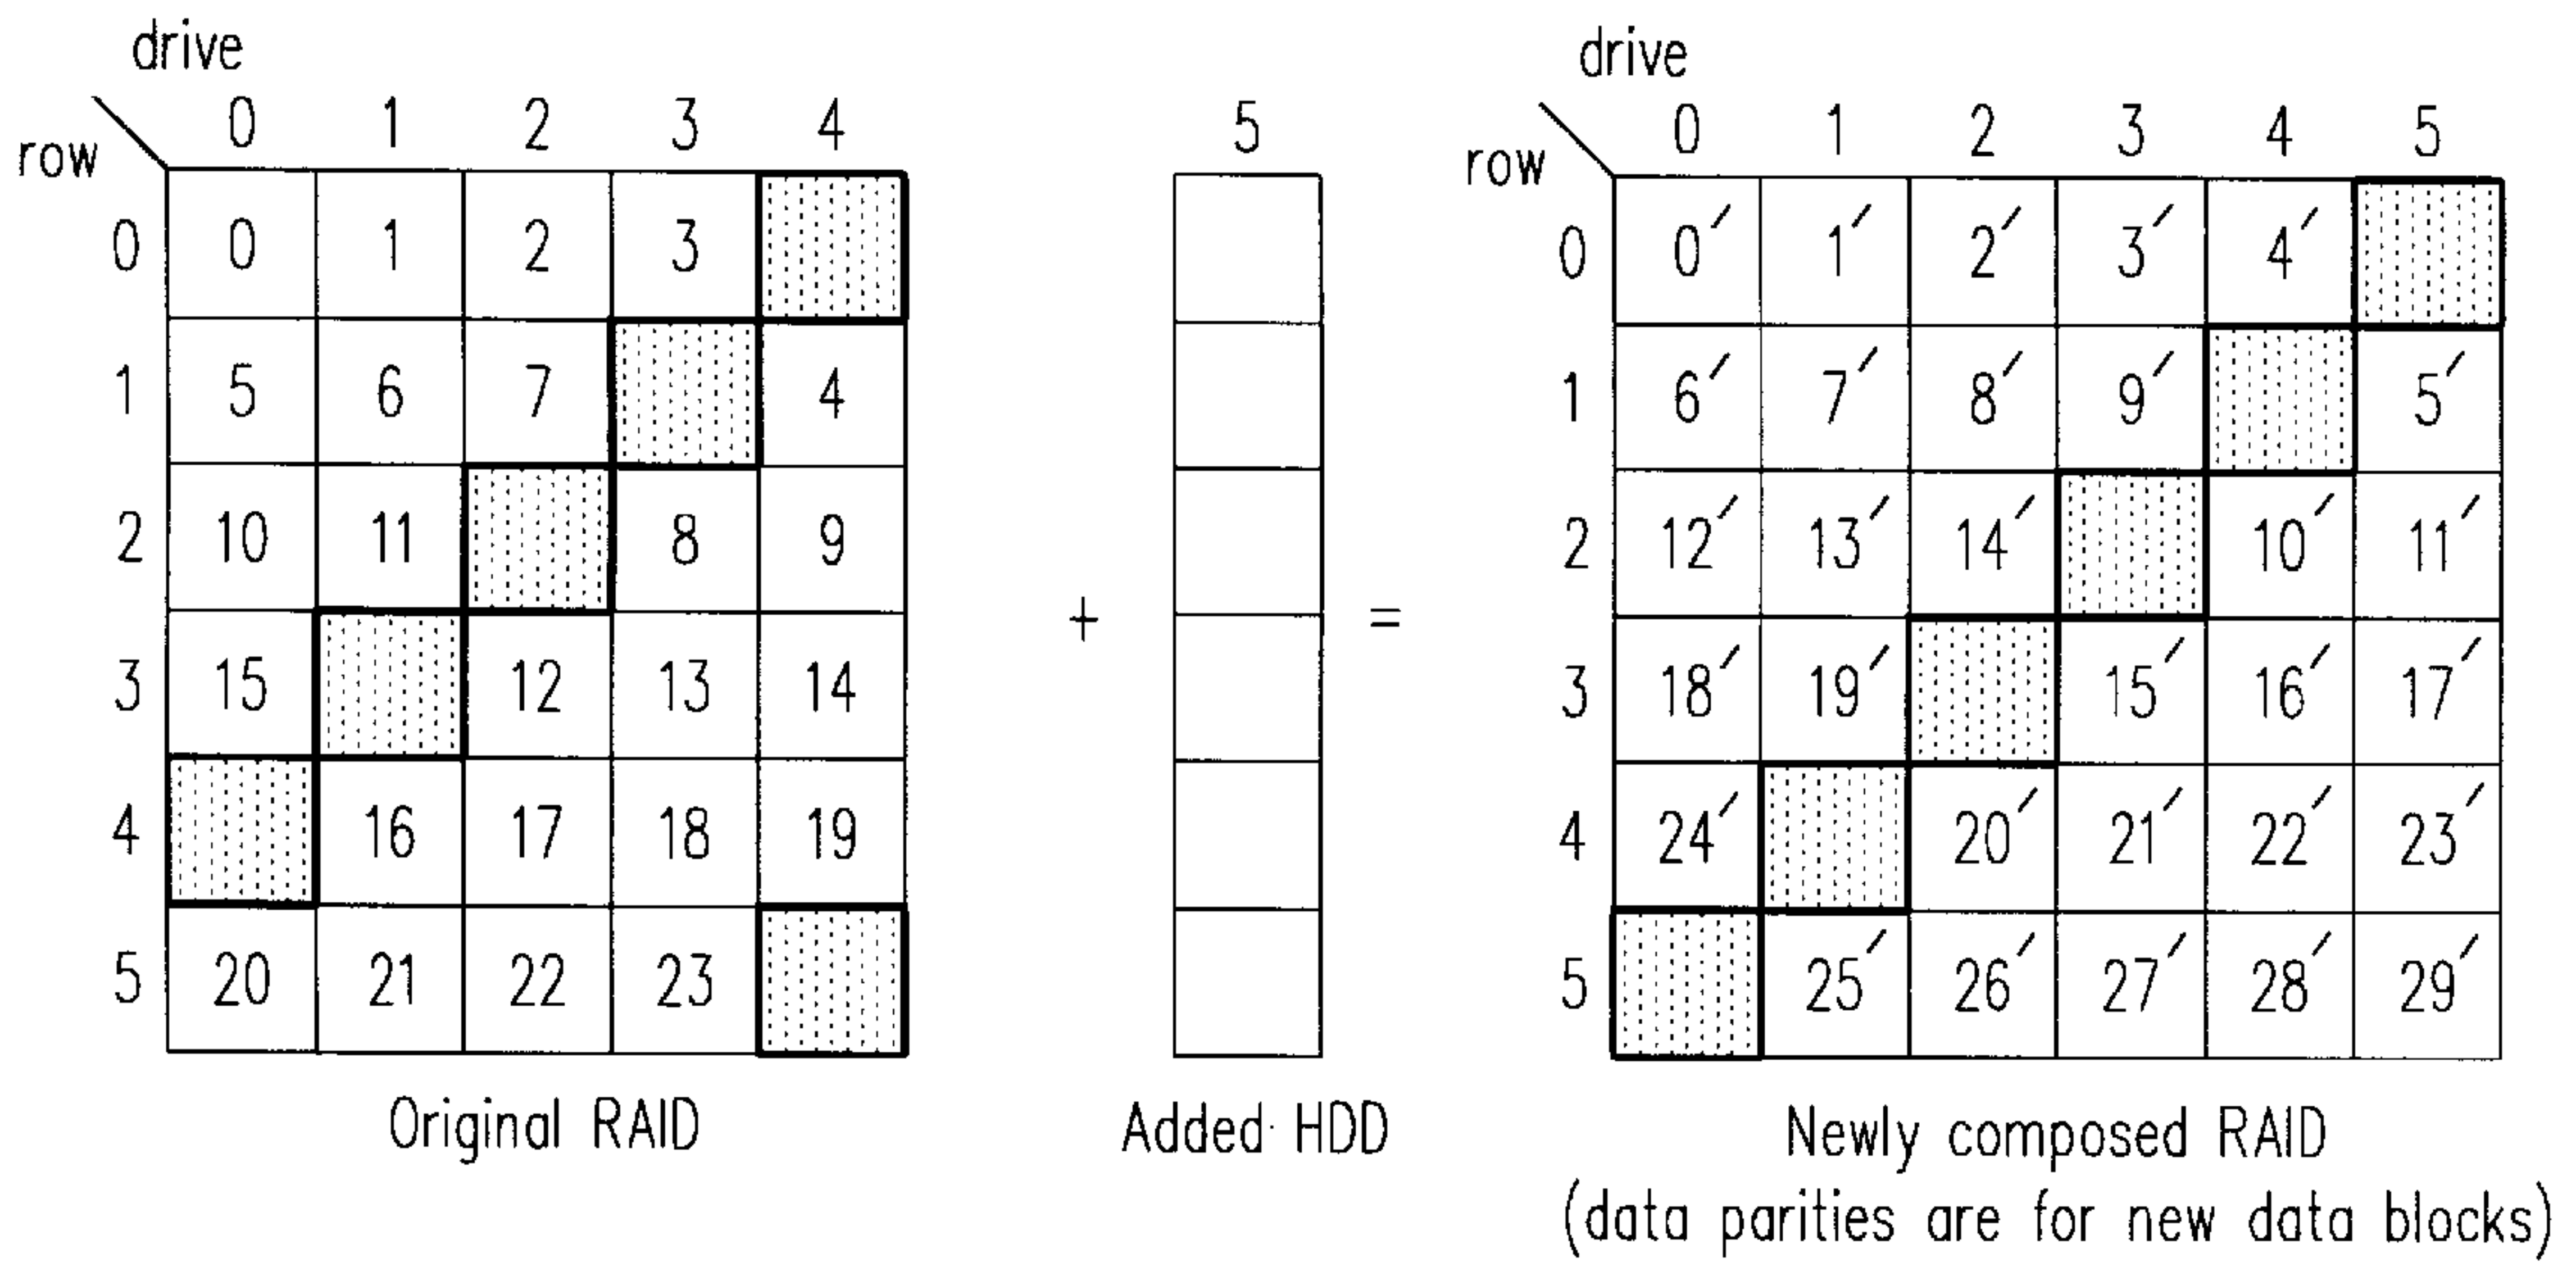 drive
row
0 1 2 3 4
0 0 1 2 3
1 5 6 7 4
2 10 11 8 9
3 15 12 13 14
4 16 17 18 19
5 20 21 22 23
Original RAID
+
5
Added HDD
=
drive
row
0 1 2 3 4 5
0 0′ 1′ 2′ 3′ 4′
1 6′ 7′ 8′ 9′ 5′
2 12′ 13′ 14′ 10′ 11′
3 18′ 19′ 15′ 16′ 17′
4 24′ 20′ 21′ 22′ 23′
5 25′ 26′ 27′ 28′ 29′
Newly composed RAID
(data parities are for new data blocks)